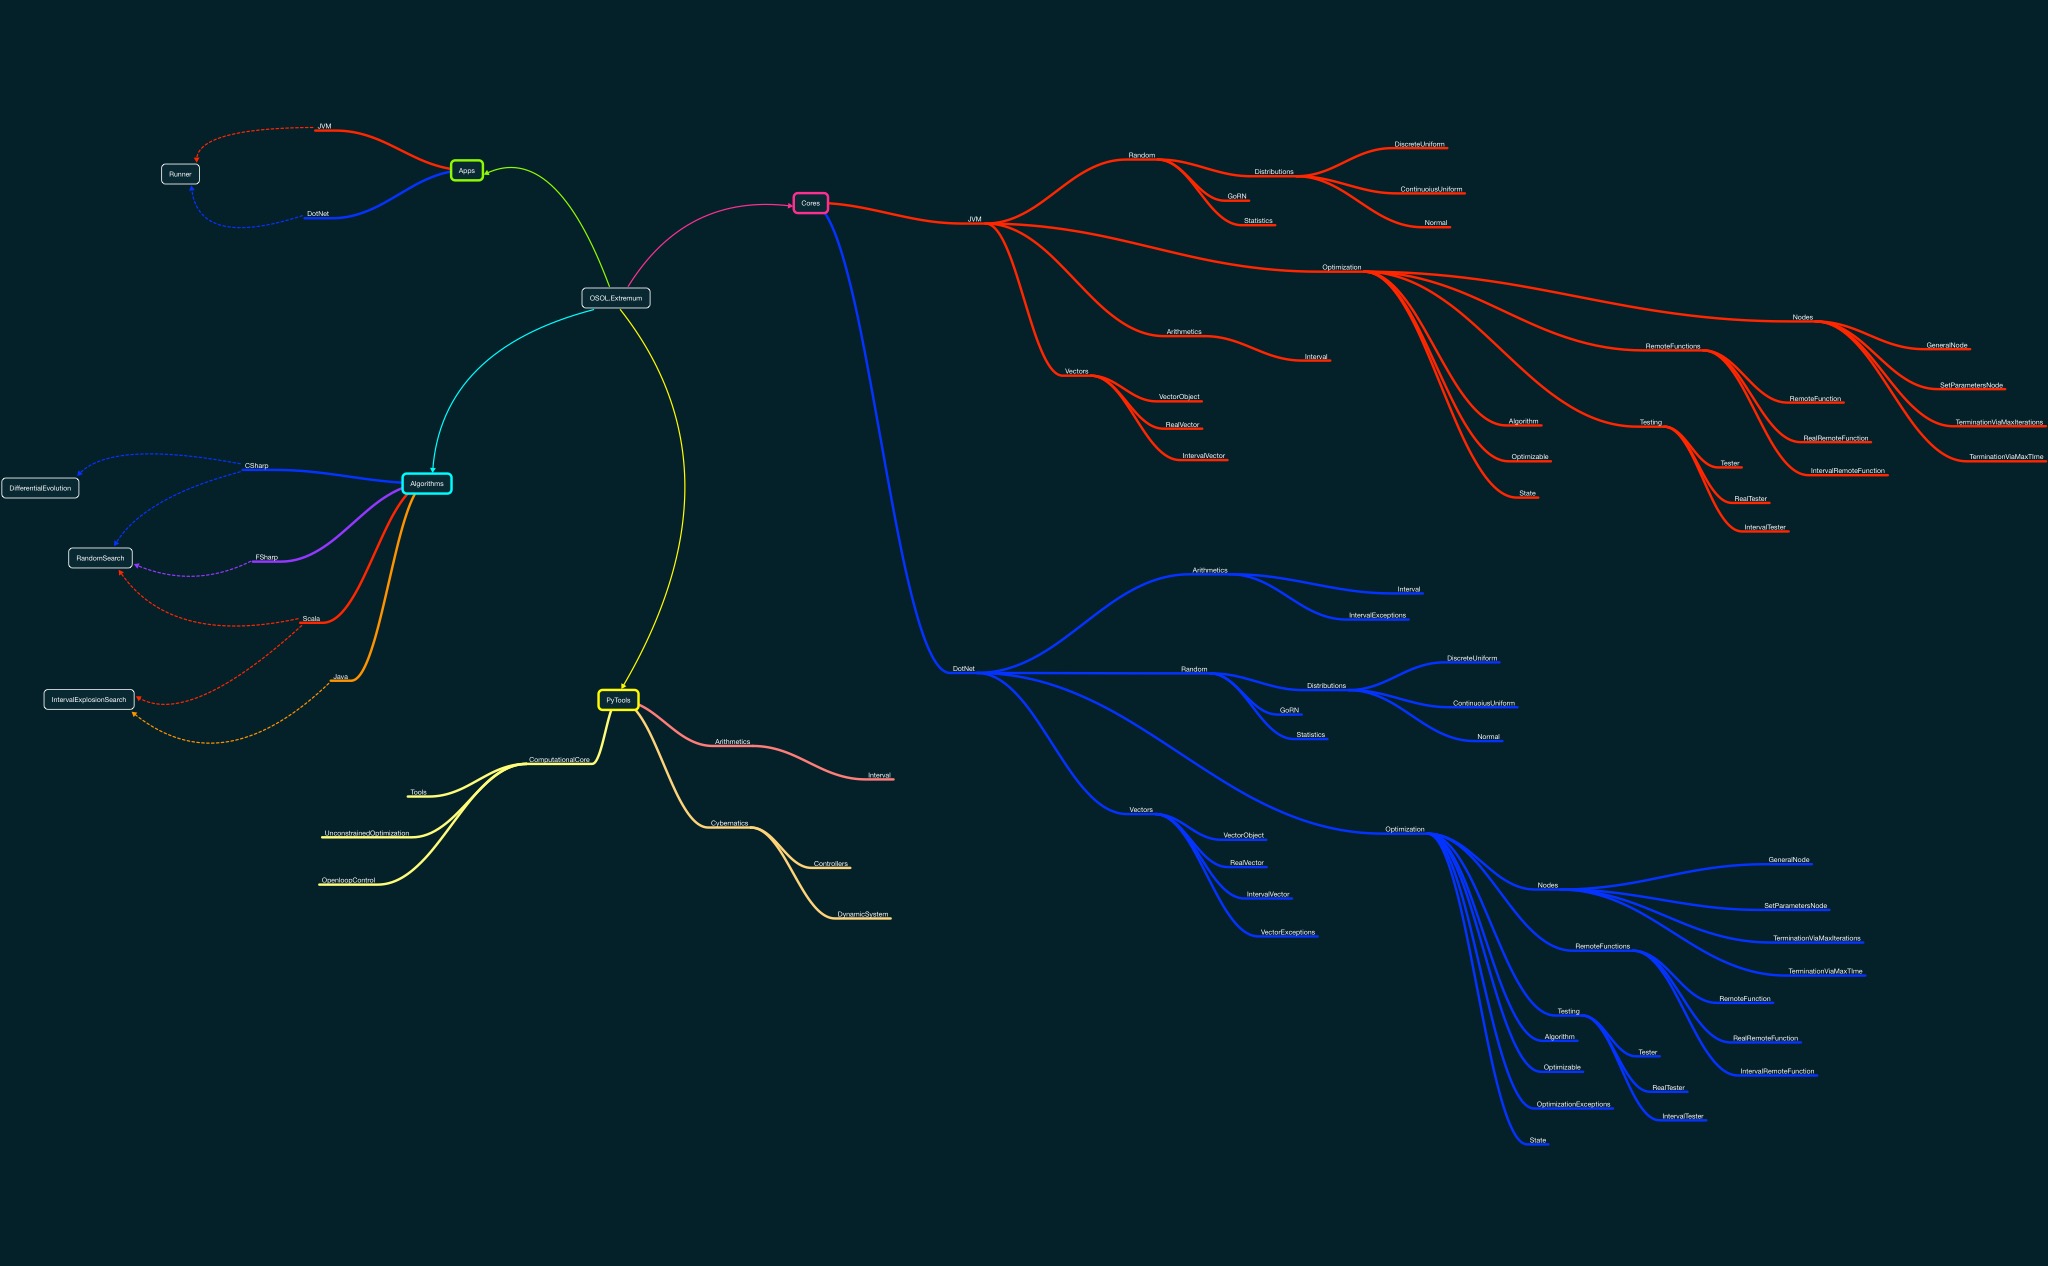 OSOL.Extremum
Apps
JVM
DotNet
Runner
Algorithms
CSharp
FSharp
Scala
Java
DifferentialEvolution
RandomSearch
IntervalExplosionSearch
PyTools
ComputationalCore
Tools
UnconstrainedOptimization
OpenloopControl
Arithmetics
Interval
Cybernatics
Controllers
DynamicSystem
Cores
JVM
Random
Distributions
DiscreteUniform
ContinuoiusUniform
Normal
GoRN
Statistics
Optimization
Nodes
GeneralNode
SetParametersNode
TerminationViaMaxIterations
TerminationViaMaxTIme
RemoteFunctions
RemoteFunction
RealRemoteFunction
IntervalRemoteFunction
Testing
Tester
RealTester
IntervalTester
Algorithm
Optimizable
State
Arithmetics
Interval
Vectors
VectorObject
RealVector
IntervalVector
DotNet
Arithmetics
Interval
IntervalExceptions
Random
Distributions
DiscreteUniform
ContinuoiusUniform
Normal
GoRN
Statistics
Vectors
VectorObject
RealVector
IntervalVector
VectorExceptions
Optimization
Nodes
GeneralNode
SetParametersNode
TerminationViaMaxIterations
TerminationViaMaxTIme
RemoteFunctions
RemoteFunction
RealRemoteFunction
IntervalRemoteFunction
Testing
Tester
RealTester
IntervalTester
Algorithm
Optimizable
OptimizationExceptions
State